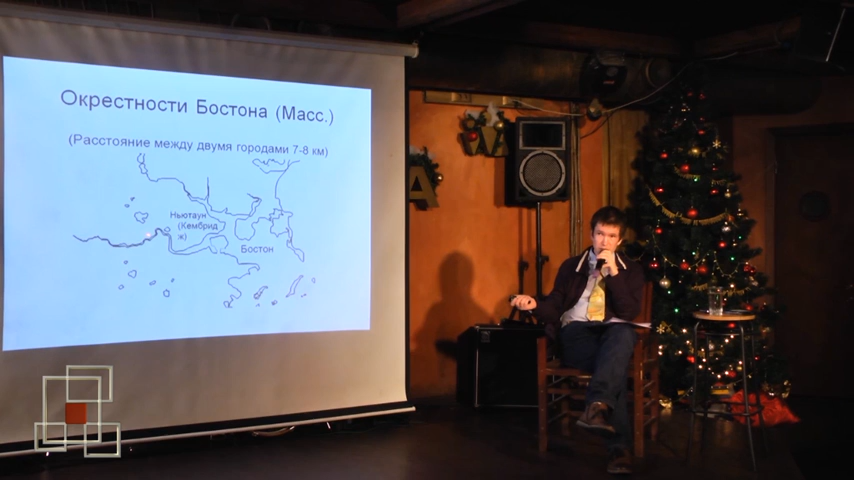 Окрестности Бостона (Масс.)
(Расстояние между двумя городами 7-8 км)
Ньютаун
(Кембрид
ж)
Бостон
W
A
A